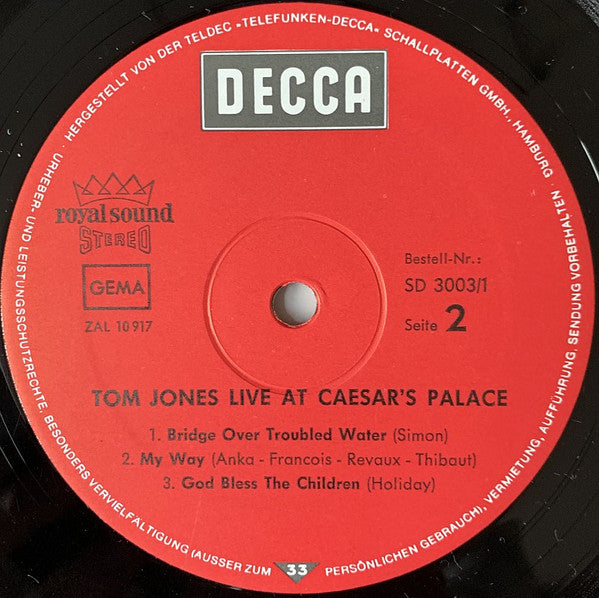 HERGESTELLT VON DER TELDEC »TELEFUNKEN-DECCA« SCHALLPLATTEN GMBH., HAMBURG
URHEBER- UND LEISTUNGSSCHUTZRECHTE, BESONDERS VERVIELFÄLTIGUNG (AUSSER ZUM PERSÖNLICHEN GEBRAUCH), VERMIETUNG, AUFFÜHRUNG, SENDUNG VORBEHALTEN
DECCA
royal sound
STEREO
GEMA
ZAL 10 917
Bestell-Nr.:
SD 3003/1
Seite 2
TOM JONES LIVE AT CAESAR'S PALACE
1. Bridge Over Troubled Water (Simon)
2. My Way (Anka - Francois - Revaux - Thibaut)
3. God Bless The Children (Holiday)
33